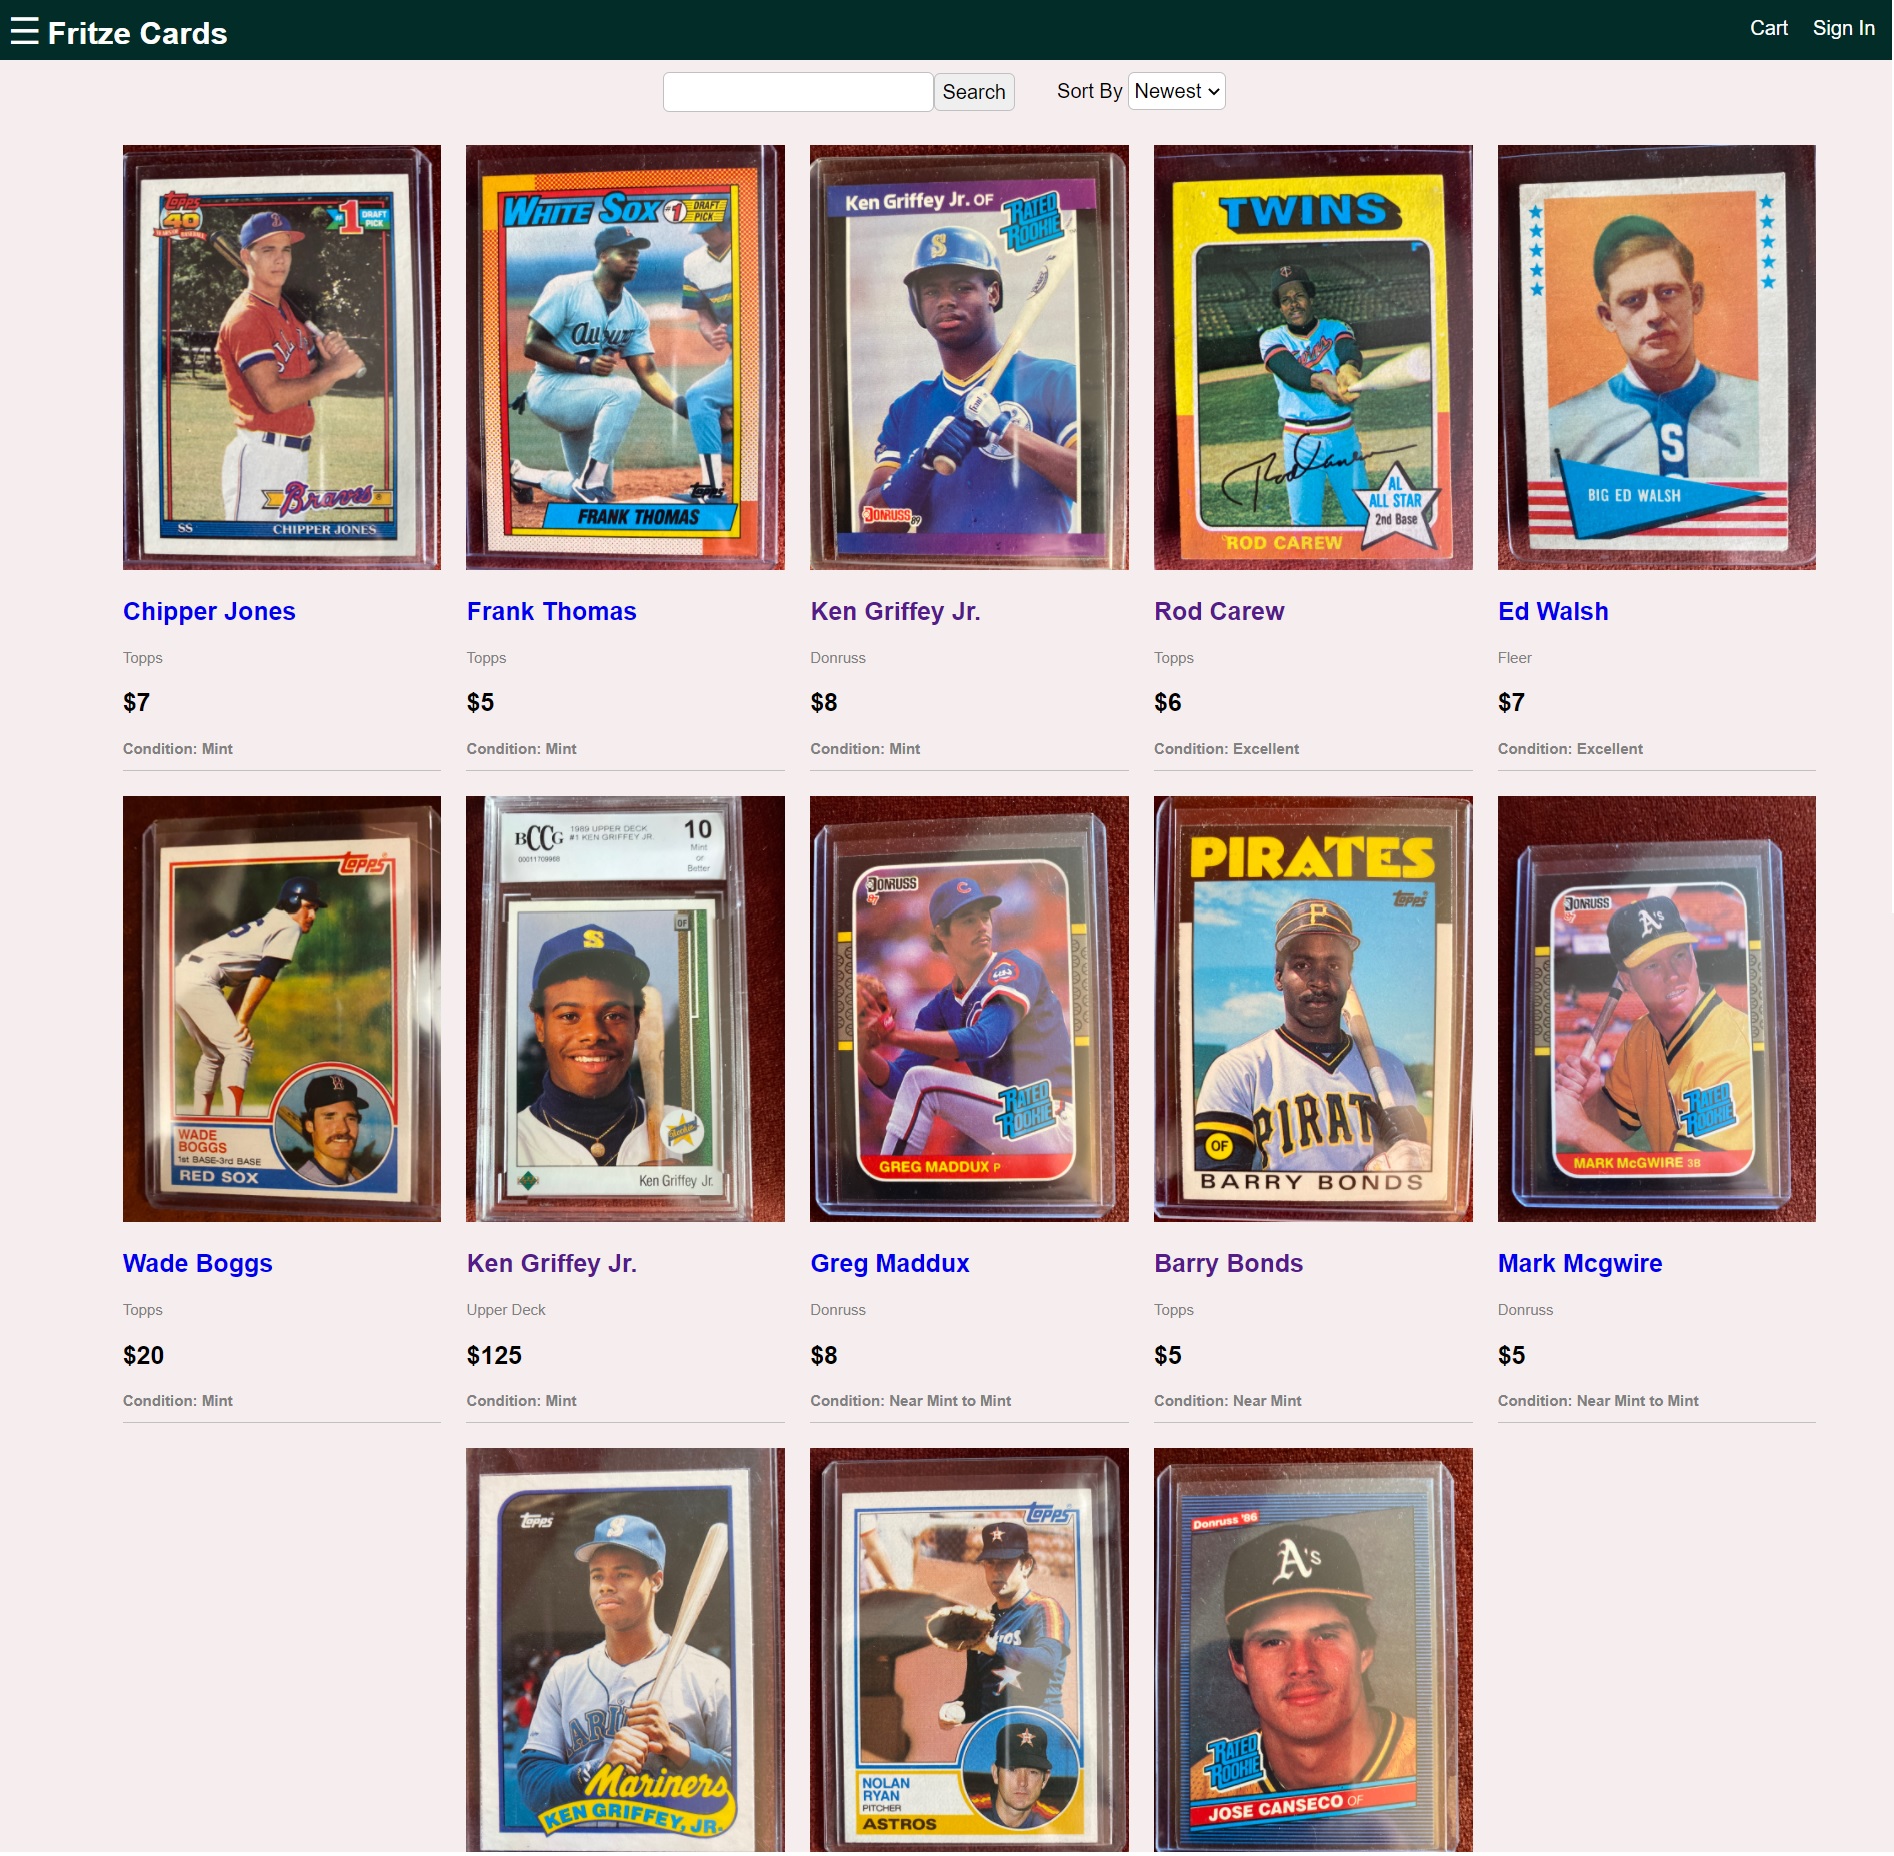 ☰ Fritze Cards
Cart
Sign In
Search
Sort By
Newest
Topps
40
#1 DRAFT PICK
Braves
SS
CHIPPER JONES
WHITE SOX
#1 DRAFT PICK
Topps
FRANK THOMAS
Ken Griffey Jr. OF
RATED ROOKIE
S
DONRUSS 89
TWINS
Rod Carew
AL
ALL STAR
2nd Base
ROD CAREW
S
BIG ED WALSH
Chipper Jones
Topps
$7
Condition: Mint
Frank Thomas
Topps
$5
Condition: Mint
Ken Griffey Jr.
Donruss
$8
Condition: Mint
Rod Carew
Topps
$6
Condition: Excellent
Ed Walsh
Fleer
$7
Condition: Excellent
Topps
WADE
BOGGS
1st BASE-3rd BASE
RED SOX
BCCG
1989 UPPER DECK
#1 KEN GRIFFEY JR.
00011709968
10
Mint
or
Better
OF
S
Ken Griffey Jr.
DONRUSS
87
C
RATED ROOKIE
GREG MADDUX P
PIRATES
Topps
P
PIRAT
OF
BARRY BONDS
DONRUSS
87
A's
RATED ROOKIE
MARK McGWIRE 3B
Wade Boggs
Topps
$20
Condition: Mint
Ken Griffey Jr.
Upper Deck
$125
Condition: Mint
Greg Maddux
Donruss
$8
Condition: Near Mint to Mint
Barry Bonds
Topps
$5
Condition: Near Mint
Mark Mcgwire
Donruss
$5
Condition: Near Mint to Mint
Topps
S
Mariners
KEN GRIFFEY, JR.
Topps
NOLAN
RYAN
PITCHER
ASTROS
Donruss '86
A's
RATED ROOKIE
JOSE CANSECO OF